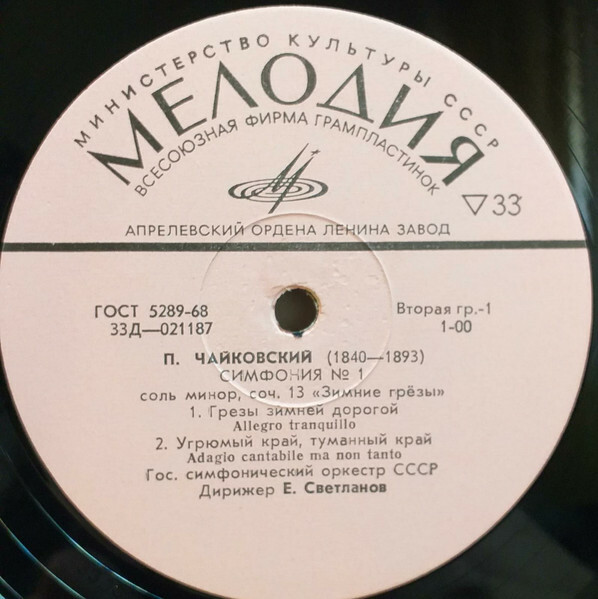 МИНИСТЕРСТВО КУЛЬТУРЫ СССР
МЕЛОДИЯ
ВСЕСОЮЗНАЯ ФИРМА ГРАМПЛАСТИНОК
▽33
АПРЕЛЕВСКИЙ ОРДЕНА ЛЕНИНА ЗАВОД
ГОСТ 5289-68
Вторая гр.-1
33Д—021187
1-00
П. ЧАЙКОВСКИЙ (1840—1893)
СИМФОНИЯ № 1
соль минор, соч. 13 «Зимние грёзы»
1. Грезы зимней дорогой
Allegro tranquillo
2. Угрюмый край, туманный край
Adagio cantabile ma non tanto
Гос. симфонический оркестр СССР
Дирижер Е. Светланов